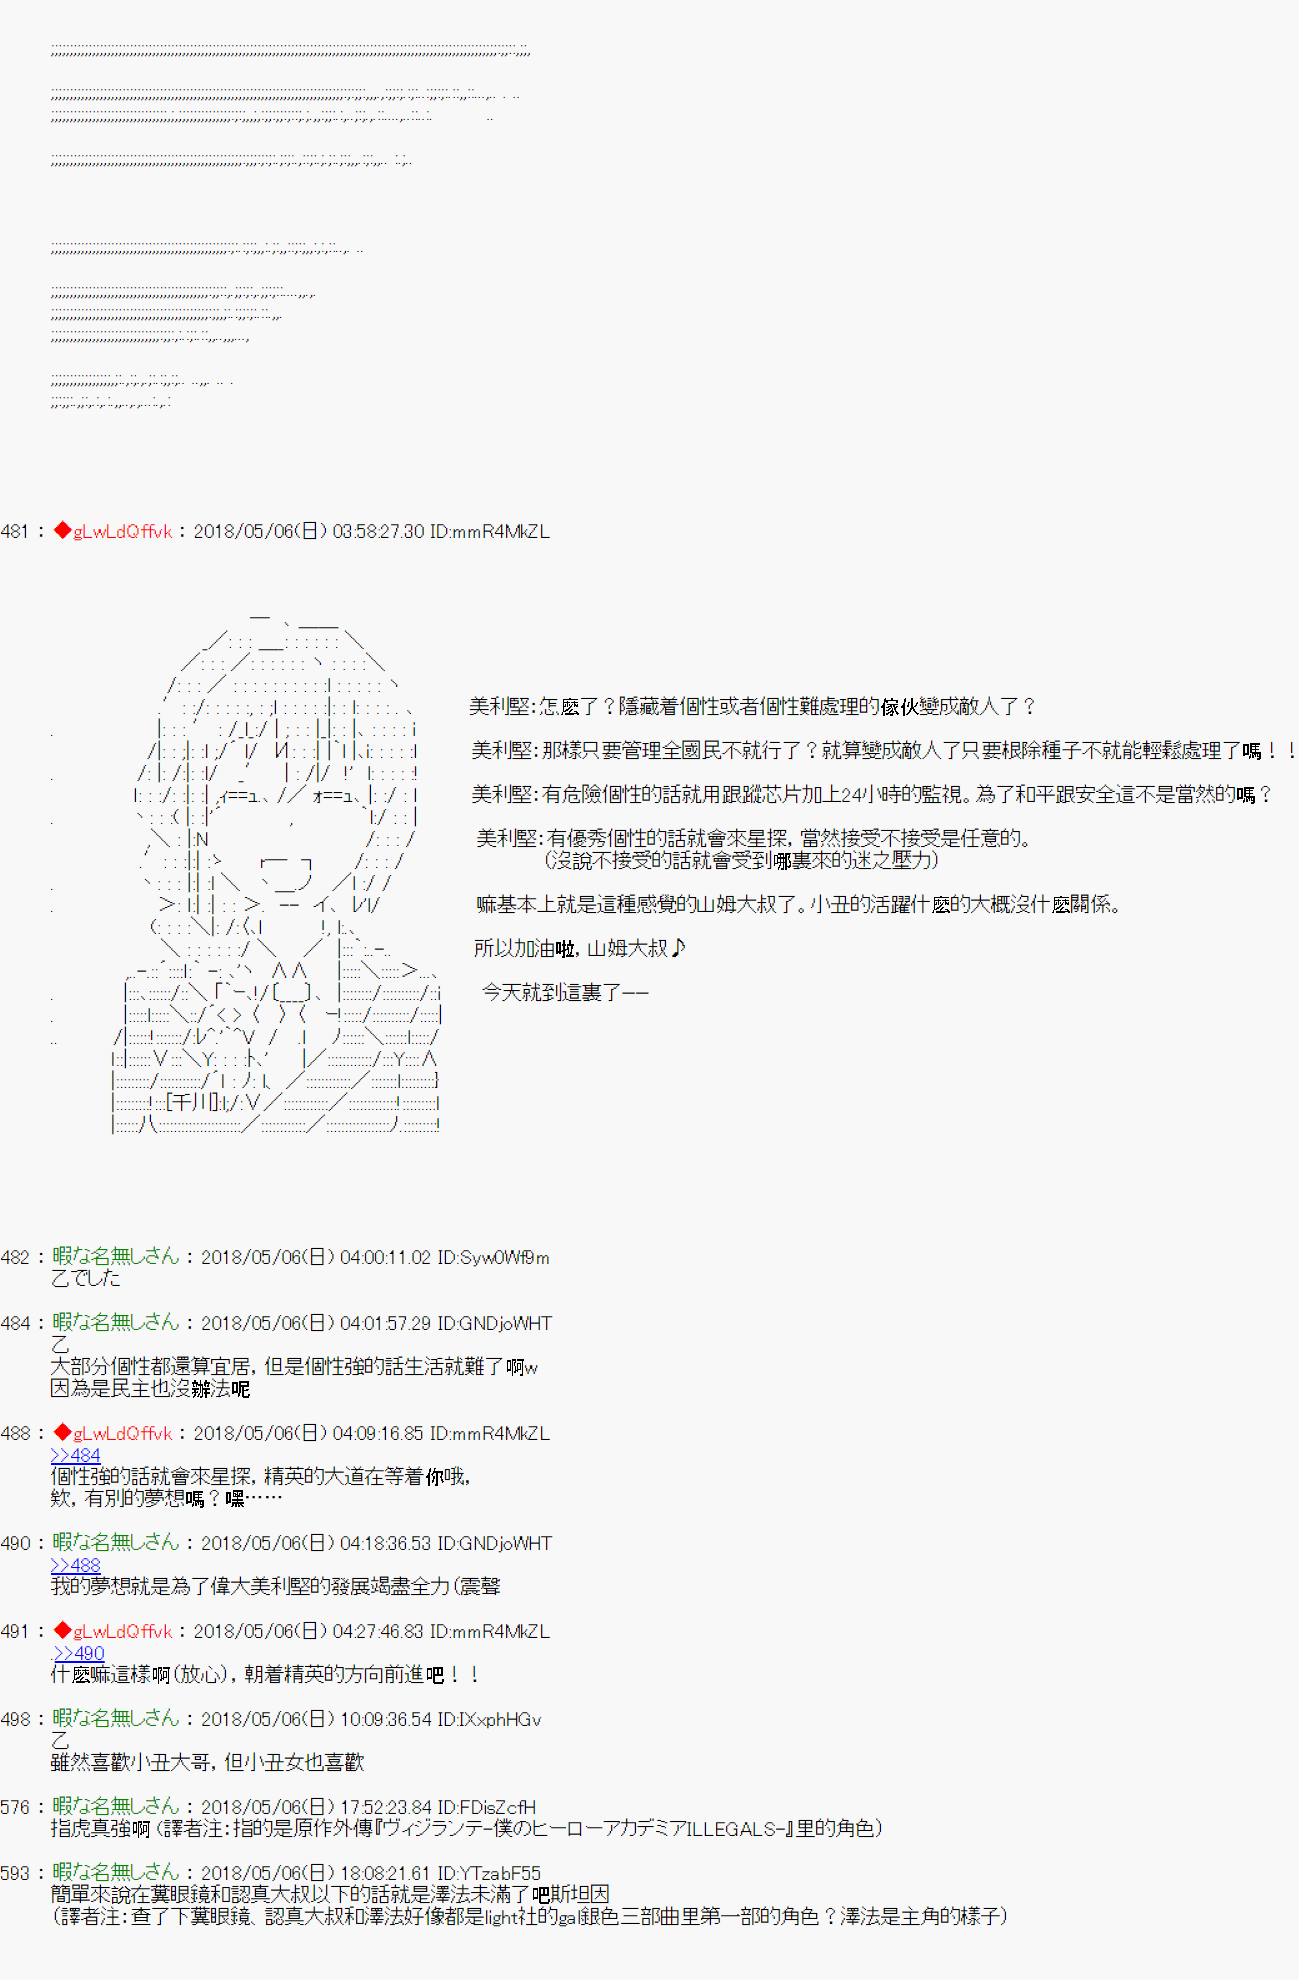 481 : ◆gLwLdQffvk : 2018/05/06(日) 03:58:27.30 ID:mmR4MkZL
美利堅:怎麽了?隱藏着個性或者個性難處理的傢伙變成敵人了?
美利堅:那樣只要管理全國民不就行了?就算變成敵人了只要根除種子不就能輕鬆處理了嗎!!
美利堅:有危險個性的話就用跟蹤芯片加上24小時的監視。為了和平跟安全這不是當然的嗎?
美利堅:有優秀個性的話就會來星探,當然接受不接受是任意的。
(沒說不接受的話就會受到哪裏來的迷之壓力)
嘛基本上就是這種感覺的山姆大叔了。小丑的活躍什麽的大概沒什麽關係。
所以加油啦,山姆大叔♪
今天就到這裏了——
[千川]
482 : 暇な名無しさん : 2018/05/06(日) 04:00:11.02 ID:Syw0Wf9m
乙でした
484 : 暇な名無しさん : 2018/05/06(日) 04:01:57.29 ID:GNDjoWHT
乙
大部分個性都還算宜居,但是個性強的話生活就難了啊w
因為是民主也沒辦法呢
488 : ◆gLwLdQffvk : 2018/05/06(日) 04:09:16.85 ID:mmR4MkZL
>>484
個性強的話就會來星探,精英的大道在等着你哦,
欸,有別的夢想嗎?嘿……
490 : 暇な名無しさん : 2018/05/06(日) 04:18:36.53 ID:GNDjoWHT
>>488
我的夢想就是為了偉大美利堅的發展竭盡全力(震聲
491 : ◆gLwLdQffvk : 2018/05/06(日) 04:27:46.83 ID:mmR4MkZL
.>>490
什麽嘛這樣啊(放心),朝着精英的方向前進吧!!
498 : 暇な名無しさん : 2018/05/06(日) 10:09:36.54 ID:IXxphHGv
乙
雖然喜歡小丑大哥,但小丑女也喜歡
576 : 暇な名無しさん : 2018/05/06(日) 17:52:23.84 ID:FDisZcfH
指虎真強啊(譯者注:指的是原作外傳『ヴィジランテ-僕のヒーローアカデミアILLEGALS-』里的角色)
593 : 暇な名無しさん : 2018/05/06(日) 18:08:21.61 ID:YTzabF55
簡單來說在糞眼鏡和認真大叔以下的話就是澤法未滿了吧斯坦因
(譯者注:查了下糞眼鏡、認真大叔和澤法好像都是light社的gal銀色三部曲里第一部的角色?澤法是主角的樣子)